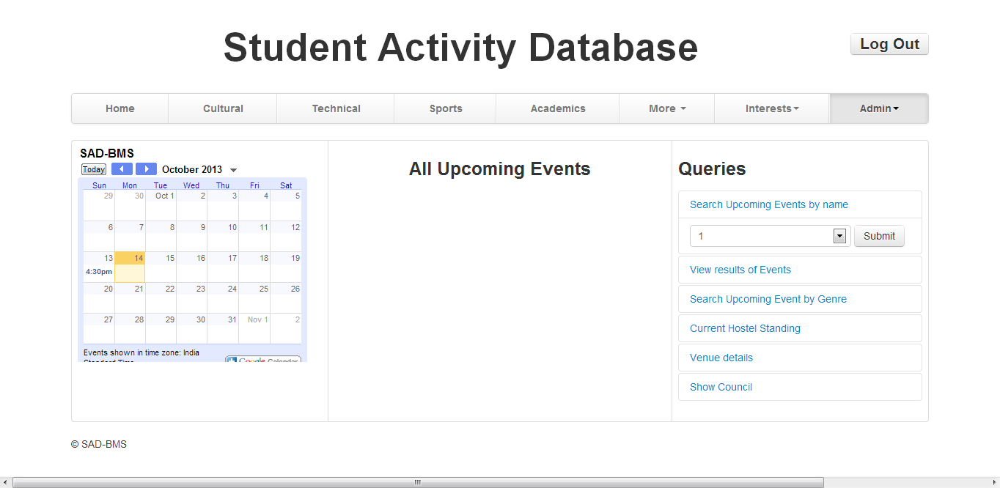 Student Activity Database
Log Out
Home Cultural Technical Sports Academics More Interests Admin
SAD-BMS
Today October 2013
Sun Mon Tue Wed Thu Fri Sat
29 30 Oct 1 2 3 4 5
6 7 8 9 10 11 12
13 14 15 16 17 18 19
4:30pm
20 21 22 23 24 25 26
27 28 29 30 31 Nov 1 2
Events shown in time zone: India
Standard Time
Google Calendar
All Upcoming Events
Queries
Search Upcoming Events by name
1 Submit
View results of Events
Search Upcoming Event by Genre
Current Hostel Standing
Venue details
Show Council
© SAD-BMS